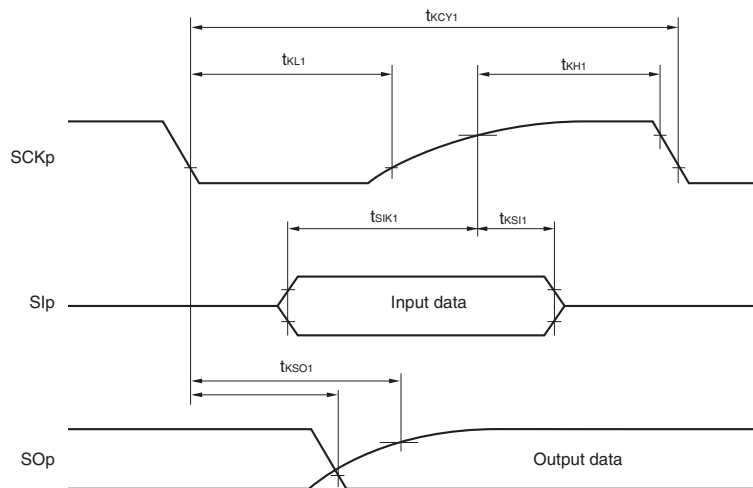 tKCY1
tKL1
tKH1
SCKp
tSIK1
tKSI1
SIp
Input data
tKSO1
SOp
Output data